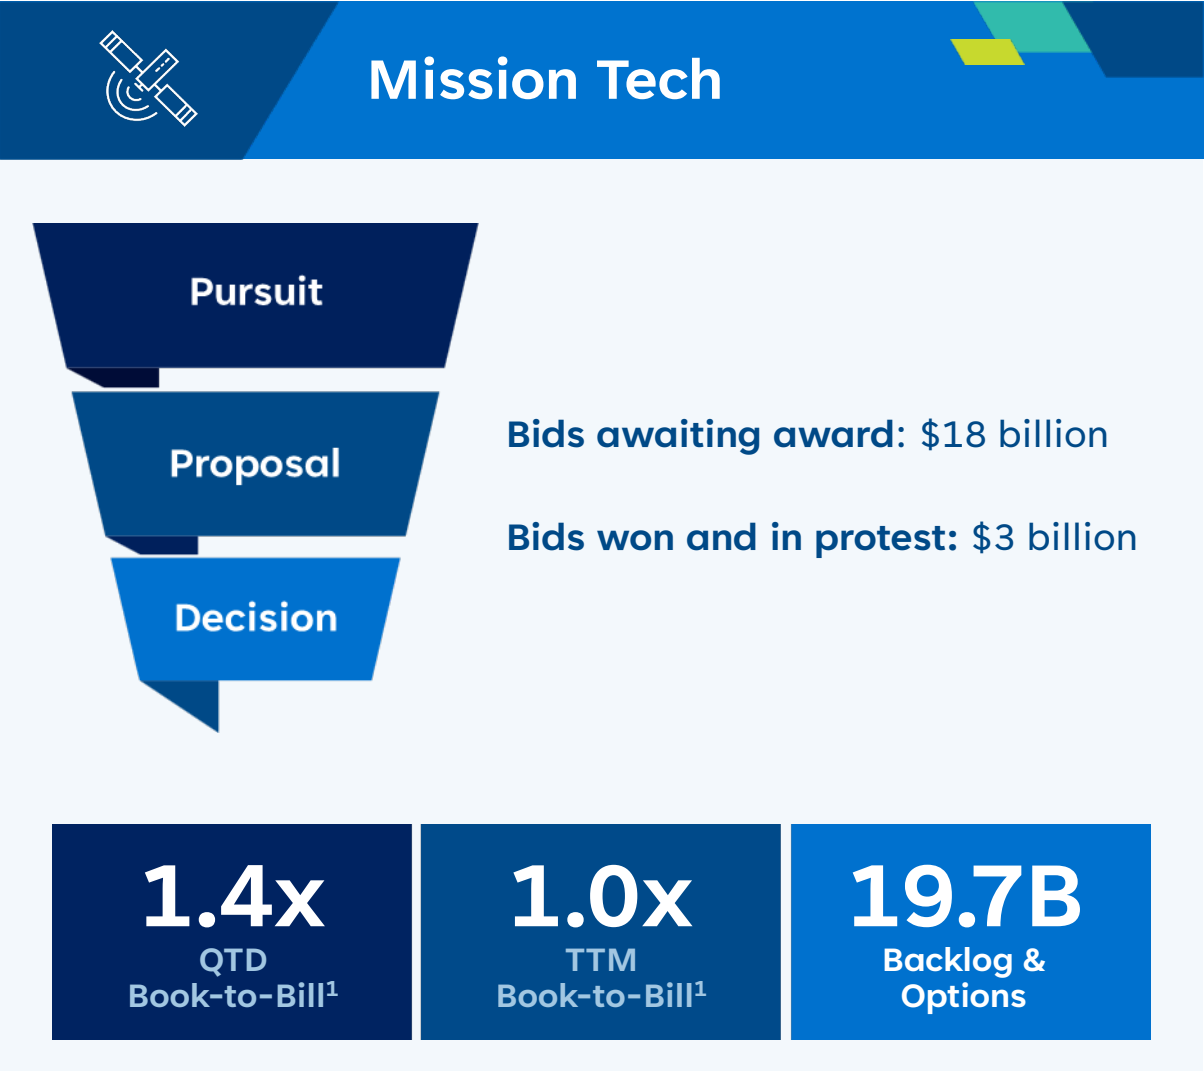 Mission Tech
Pursuit
Proposal
Decision
Bids awaiting award: $18 billion
Bids won and in protest: $3 billion
1.4x
QTD
Book-to-Bill¹
1.0x
TTM
Book-to-Bill¹
19.7B
Backlog &
Options